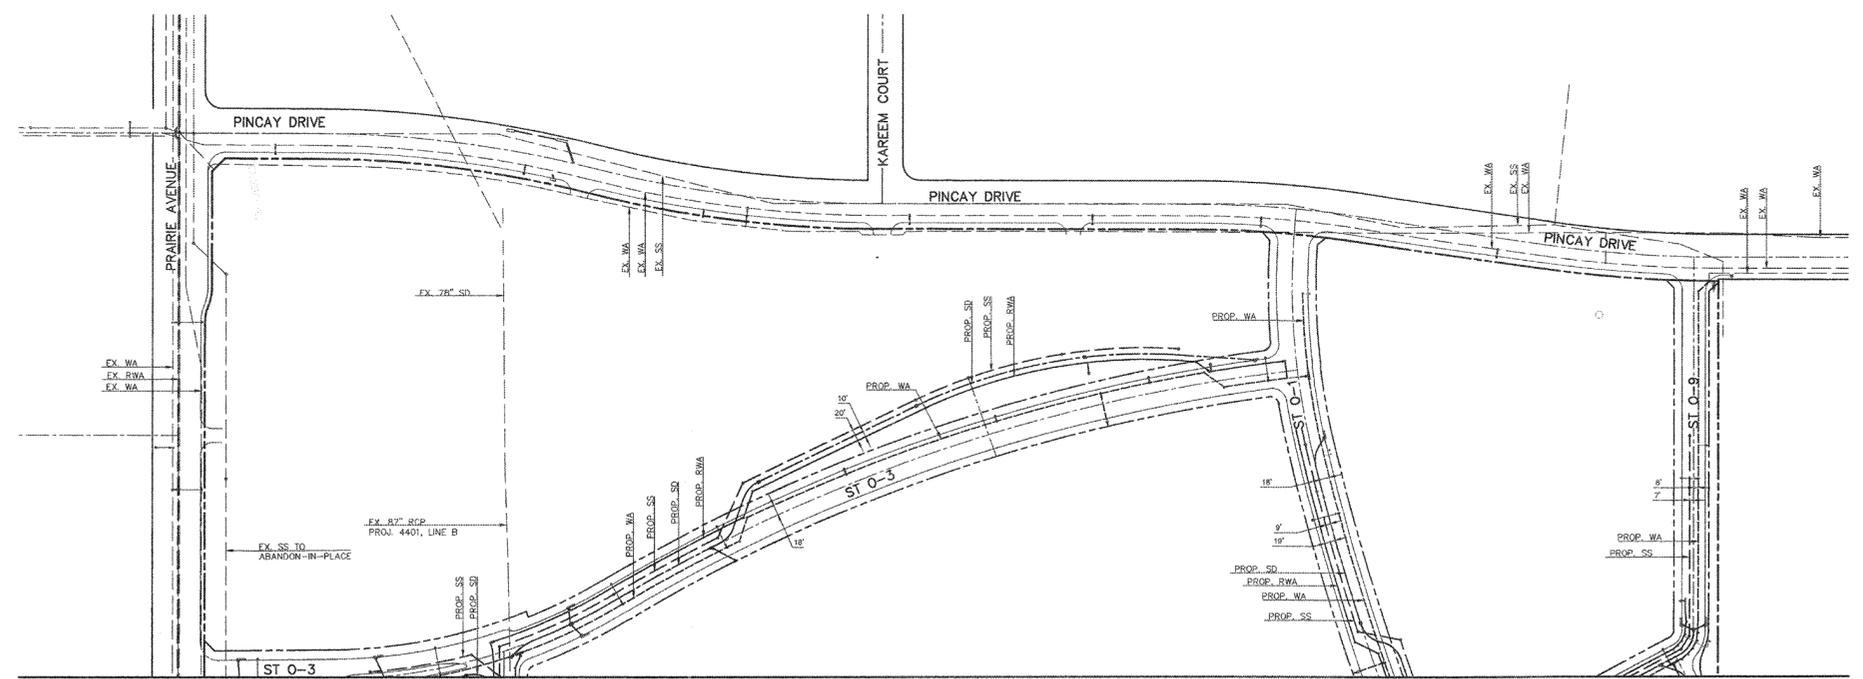 KAREEM COURT
PINCAY DRIVE
PRAIRIE AVENUE
PINCAY DRIVE
EX. WA
EX. SS
EX. WA
EX. WA
EX. WA
EX. WA
PINCAY DRIVE
EX. WA
EX. WA
EX. SS
EX. 78" SD
PROP. SD
PROP. SS
PROP. RWA
PROP. WA
EX. WA
EX. RWA
EX. WA
PROP. WA
10'
20'
ST O-1
ST O-9
ST O-3
PROP. WA
PROP. SS
PROP. SD
PROP. RWA
18'
18'
8'
7'
EX. 87" RCP
PROJ. 4401, LINE B
9'
19'
PROP. WA
PROP. SS
EX. SS TO
ABANDON-IN-PLACE
PROP. SD
PROP. RWA
PROP. WA
PROP. SS
PROP. SS
PROP. SD
ST O-3